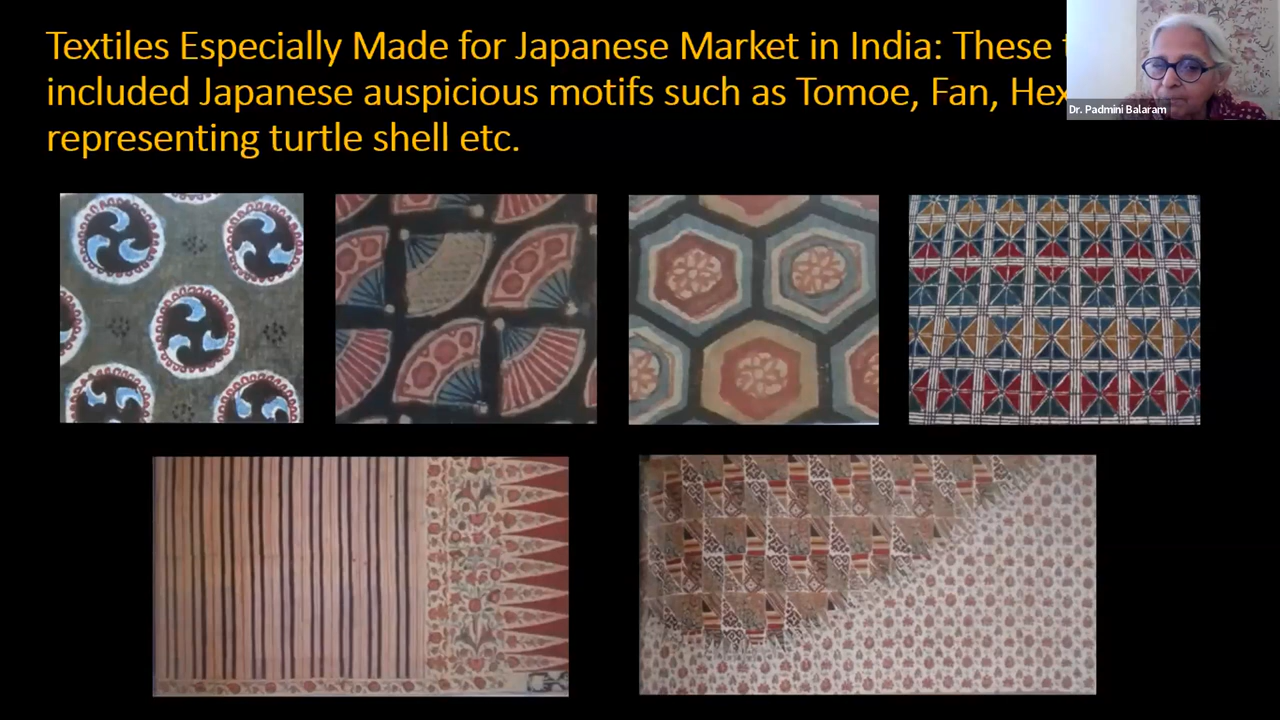 Textiles Especially Made for Japanese Market in India: These
included Japanese auspicious motifs such as Tomoe, Fan,
representing turtle shell etc.
Dr. Padmini Balaram